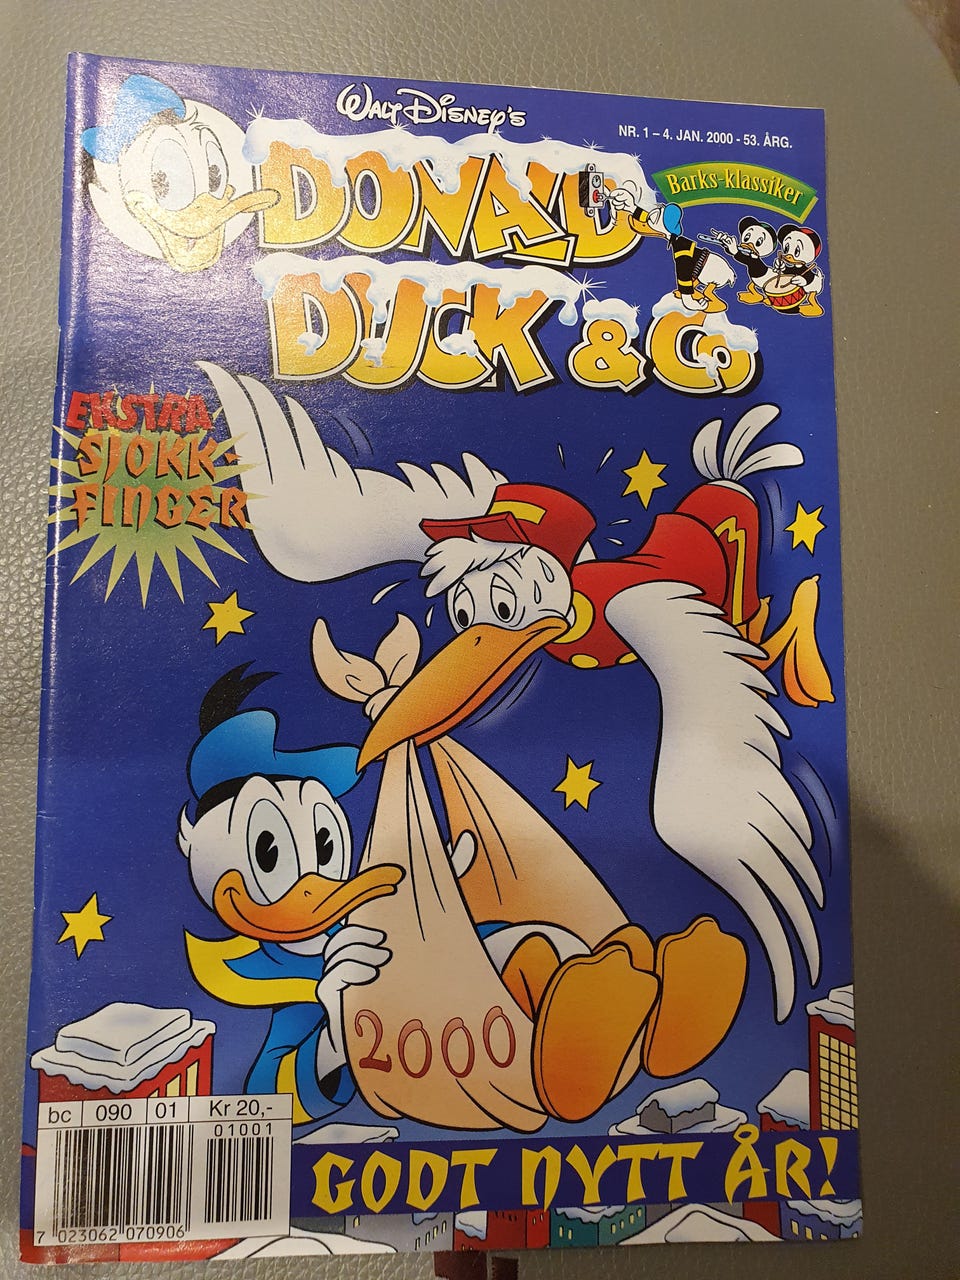 Walt Disney's
NR. 1 – 4. JAN. 2000 - 53. ÅRG.
DONALD
DUCK & Co
Barks-klassiker
EKSTRA
SJOKK-
FINGER
2000
bc 090 01 Kr 20,-
01001
GODT NYTT ÅR!
7 023062 070906